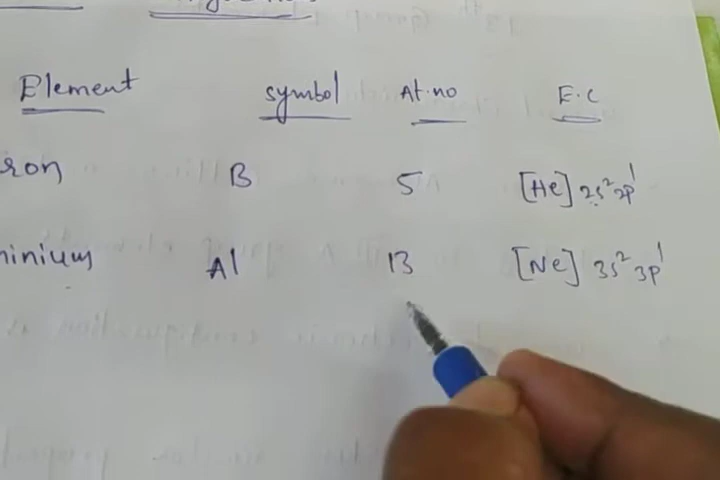 Element symbol At.no E.C
ron B 5 [He] 2s² 2p¹
minium Al 13 [Ne] 3s² 3p¹